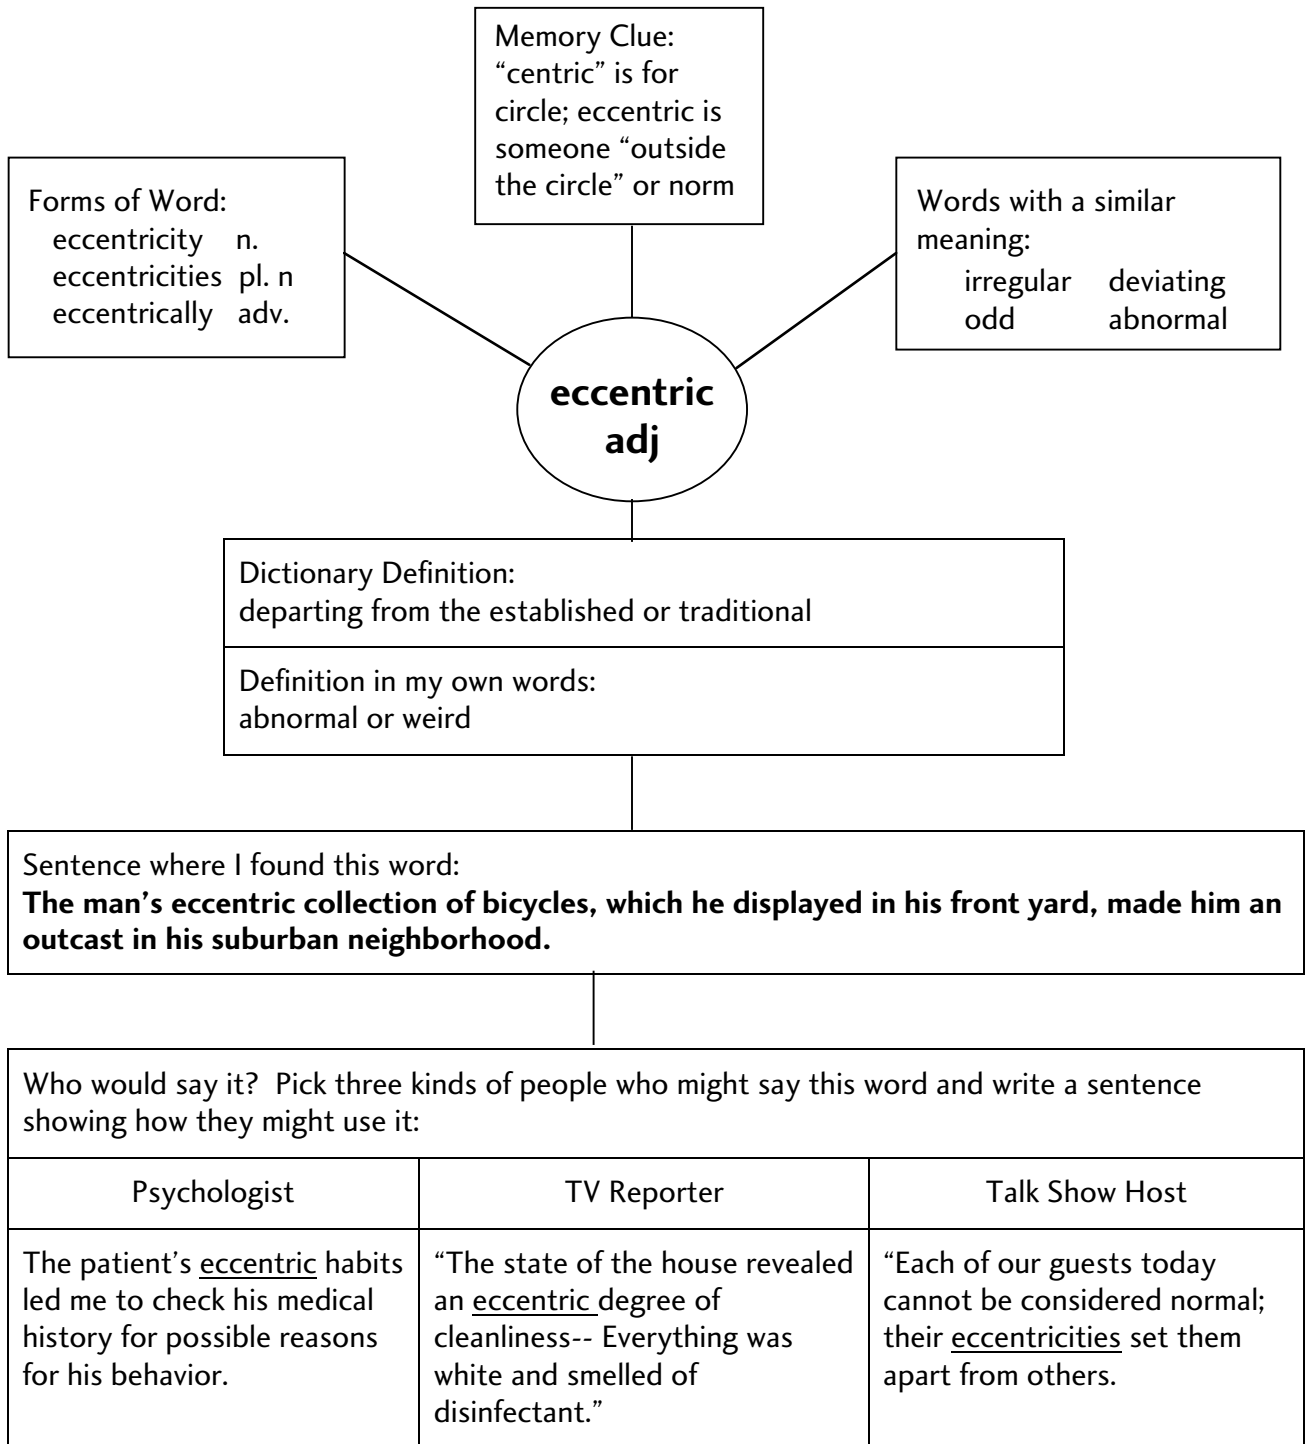 Memory Clue:
“centric” is for
circle; eccentric is
someone “outside
the circle” or norm
Forms of Word:
eccentricity n.
eccentricities pl. n
eccentrically adv.
Words with a similar
meaning:
irregular deviating
odd abnormal
eccentric
adj
Dictionary Definition:
departing from the established or traditional
Definition in my own words:
abnormal or weird
Sentence where I found this word:
The man’s eccentric collection of bicycles, which he displayed in his front yard, made him an
outcast in his suburban neighborhood.
Who would say it?  Pick three kinds of people who might say this word and write a sentence
showing how they might use it:
Psychologist
The patient’s eccentric habits
led me to check his medical
history for possible reasons
for his behavior.
TV Reporter
“The state of the house revealed
an eccentric degree of
cleanliness-- Everything was
white and smelled of
disinfectant.”
Talk Show Host
“Each of our guests today
cannot be considered normal;
their eccentricities set them
apart from others.